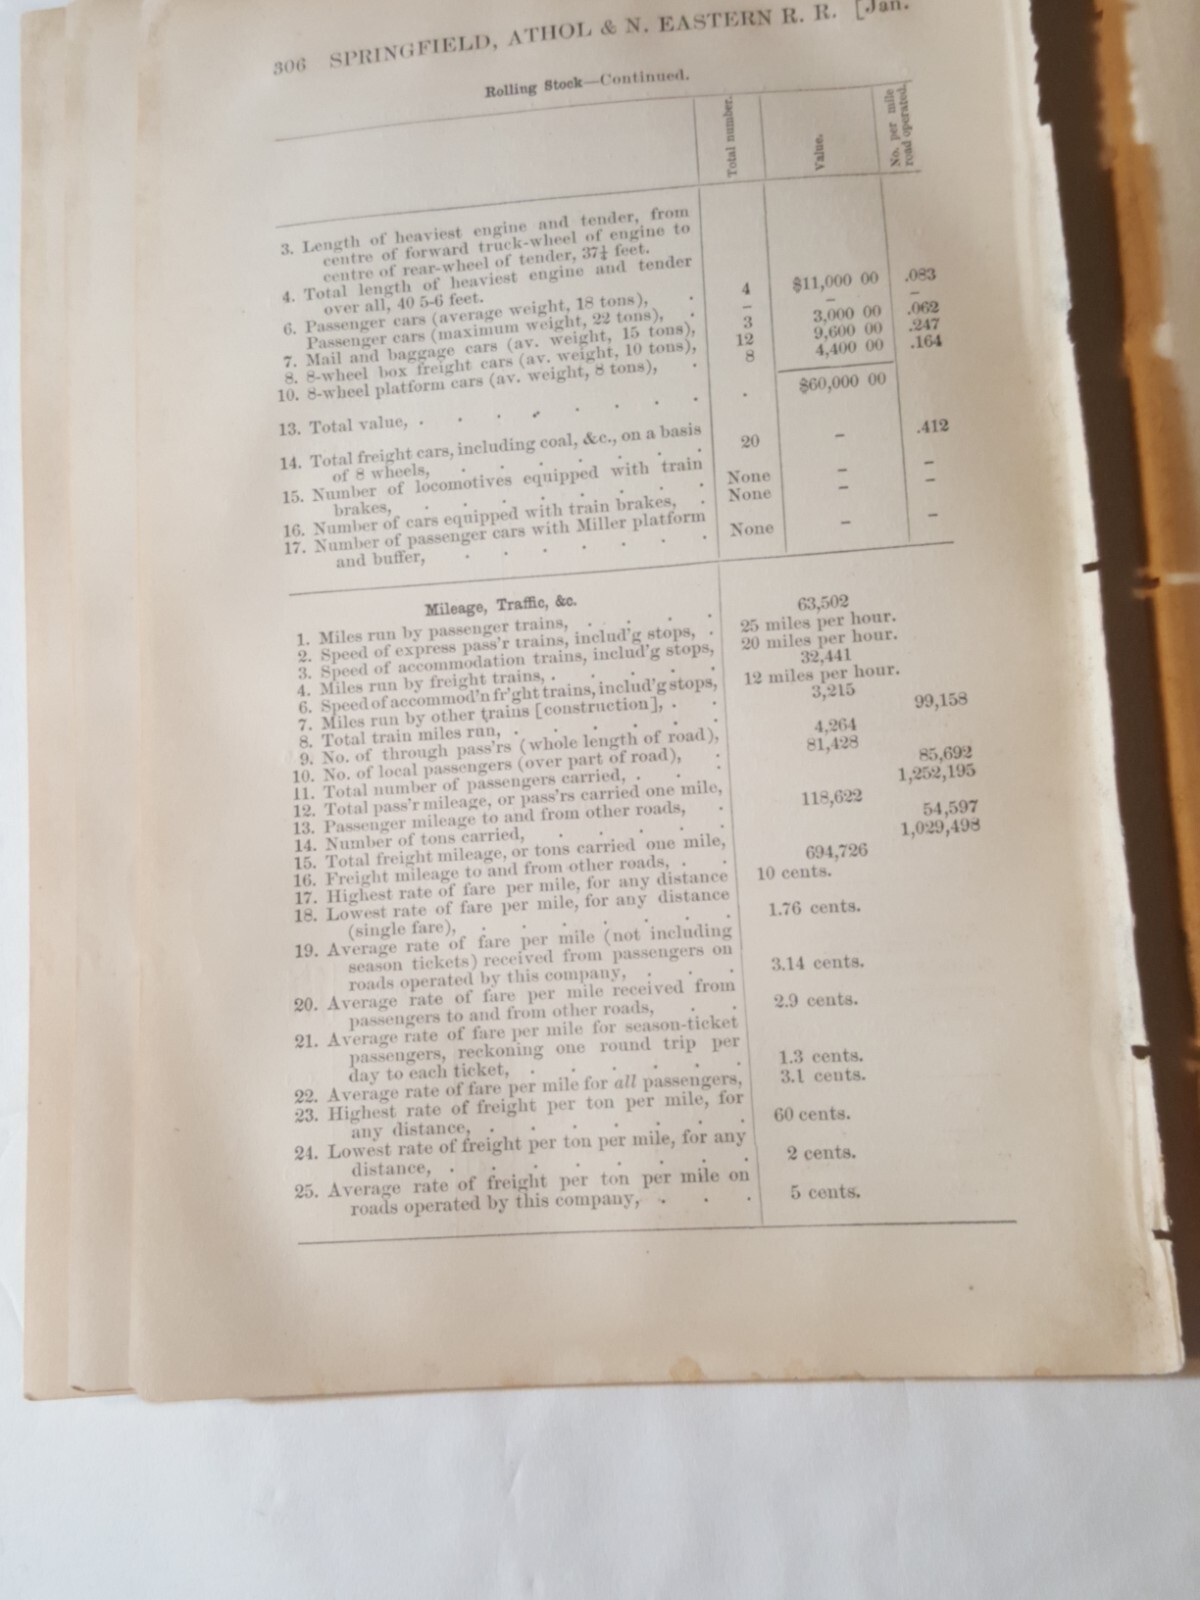 306 SPRINGFIELD, ATHOL & N. EASTERN R. R. [Jan.
Rolling Stock—Continued.
Total number. Value. No. per mile road operated.
3. Length of heaviest engine and tender, from
centre of forward truck-wheel of engine to
centre of rear-wheel of tender, 37½ feet.
4. Total length of heaviest engine and tender
over all, 40 5-6 feet.
6. Passenger cars (average weight, 18 tons), . 4 $11,000 00 .083
Passenger cars (maximum weight, 22 tons), . – – –
7. Mail and baggage cars (av. weight, 15 tons), 3 3,000 00 .062
8. 8-wheel box freight cars (av. weight, 10 tons), 12 9,600 00 .247
10. 8-wheel platform cars (av. weight, 8 tons), . 8 4,400 00 .164
13. Total value, . . . . . . . . . $60,000 00
14. Total freight cars, including coal, &c., on a basis
of 8 wheels, . . . . . . . 20 – .412
15. Number of locomotives equipped with train
brakes, . . . . . . . . None – –
16. Number of cars equipped with train brakes, . None – –
17. Number of passenger cars with Miller platform
and buffer, . . . . . . . None – –
Mileage, Traffic, &c.
1. Miles run by passenger trains, . . . . 63,502
2. Speed of express pass'r trains, includ'g stops, . 25 miles per hour.
3. Speed of accommodation trains, includ'g stops, 20 miles per hour.
4. Miles run by freight trains, . . . . . 32,441
6. Speed of accommod'n fr'ght trains, includ'g stops, 12 miles per hour.
7. Miles run by other trains [construction], . . 3,215
8. Total train miles run, . . . . . . 99,158
9. No. of through pass'rs (whole length of road), 4,264
10. No. of local passengers (over part of road), . 81,428
11. Total number of passengers carried, . . . 85,692
12. Total pass'r mileage, or pass'rs carried one mile, 1,252,195
13. Passenger mileage to and from other roads, . 118,622
14. Number of tons carried, . . . . . 54,597
15. Total freight mileage, or tons carried one mile, 1,029,498
16. Freight mileage to and from other roads, . . 694,726
17. Highest rate of fare per mile, for any distance 10 cents.
18. Lowest rate of fare per mile, for any distance
(single fare), . . . . . . . 1.76 cents.
19. Average rate of fare per mile (not including
season tickets) received from passengers on
roads operated by this company, . . . 3.14 cents.
20. Average rate of fare per mile received from
passengers to and from other roads, . . 2.9 cents.
21. Average rate of fare per mile for season-ticket
passengers, reckoning one round trip per
day to each ticket, . . . . . . 1.3 cents.
22. Average rate of fare per mile for all passengers, 3.1 cents.
23. Highest rate of freight per ton per mile, for
any distance, . . . . . . . 60 cents.
24. Lowest rate of freight per ton per mile, for any
distance, . . . . . . . . 2 cents.
25. Average rate of freight per ton per mile on
roads operated by this company, . . . 5 cents.